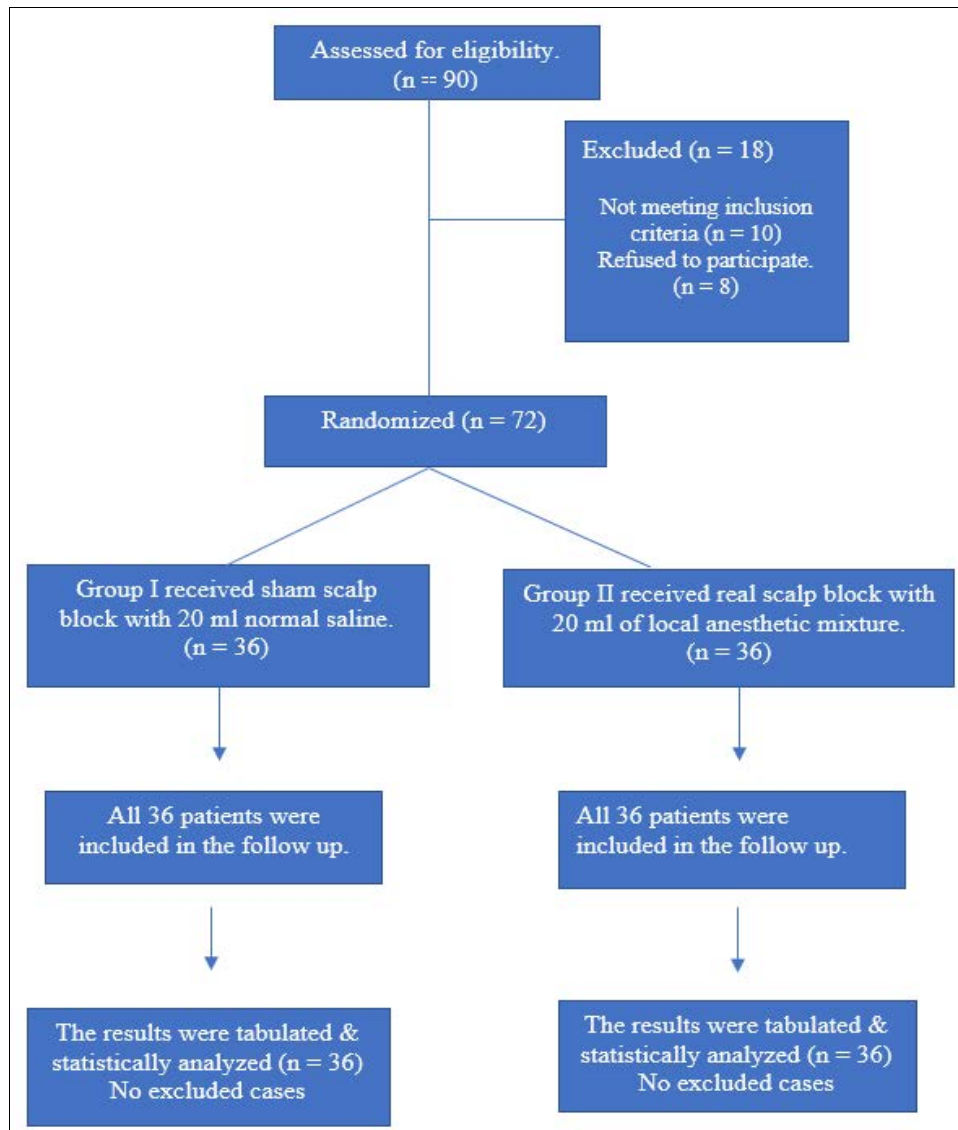 Assessed for eligibility.
(n = 90)
Excluded (n = 18)
Not meeting inclusion
criteria (n = 10)
Refused to participate.
(n = 8)
Randomized (n = 72)
Group I received sham scalp
block with 20 ml normal saline.
(n = 36)
Group II received real scalp block with
20 ml of local anesthetic mixture.
(n = 36)
All 36 patients were
included in the follow up.
All 36 patients were
included in the follow up.
The results were tabulated &
statistically analyzed (n = 36)
No excluded cases
The results were tabulated &
statistically analyzed (n = 36)
No excluded cases